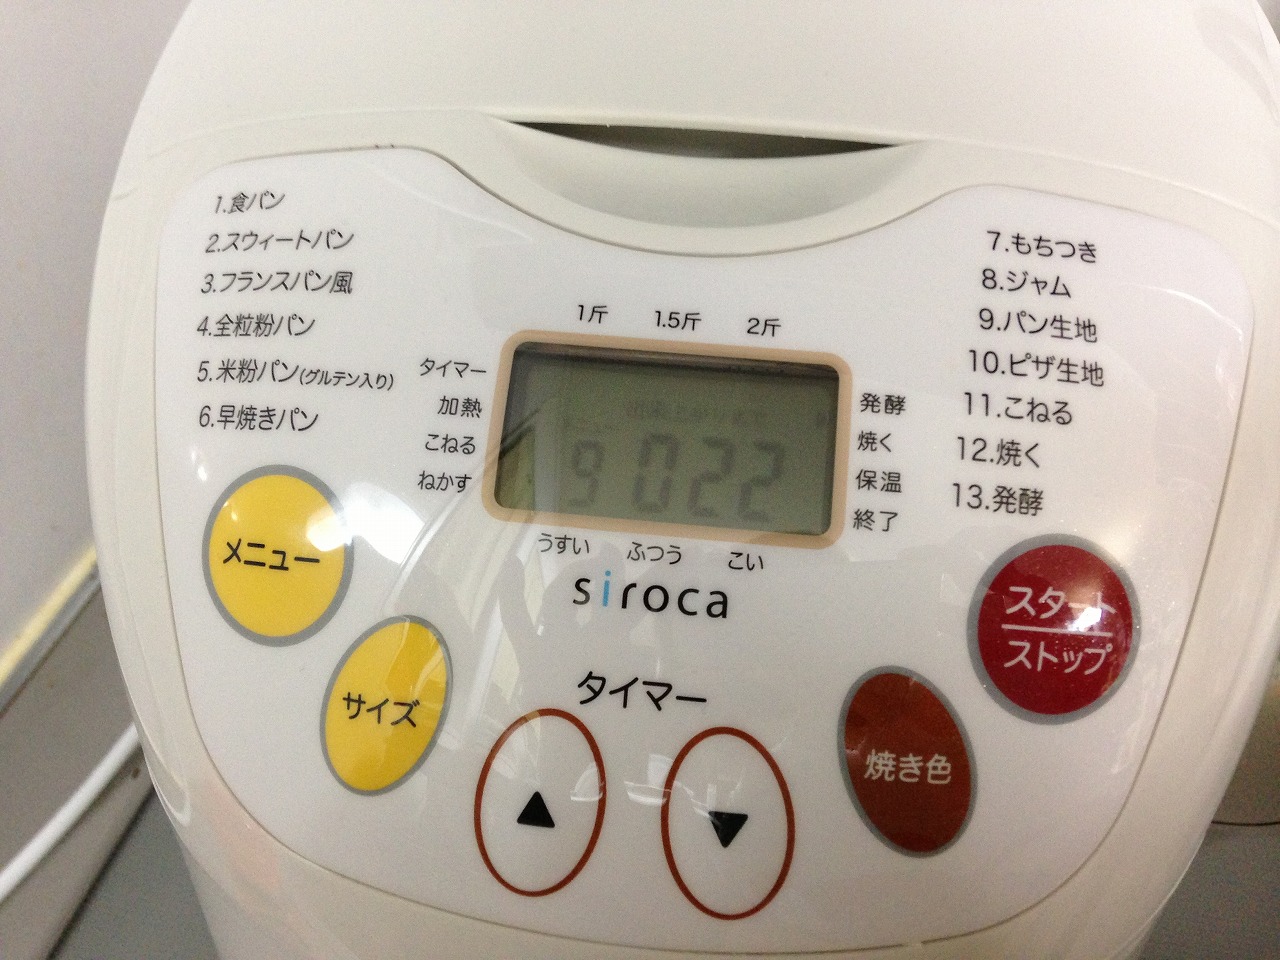 1.食パン
2.スウィートパン
3.フランスパン風
4.全粒粉パン
5.米粉パン(グルテン入り)
6.早焼きパン
1斤 1.5斤 2斤
タイマー
加熱
こねる
ねかす
9 022
発酵
焼く
保温
終了
うすい ふつう こい
siroca
7.もちつき
8.ジャム
9.パン生地
10.ピザ生地
11.こねる
12.焼く
13.発酵
メニュー
サイズ
タイマー
▲ ▼
焼き色
スタート
ストップ